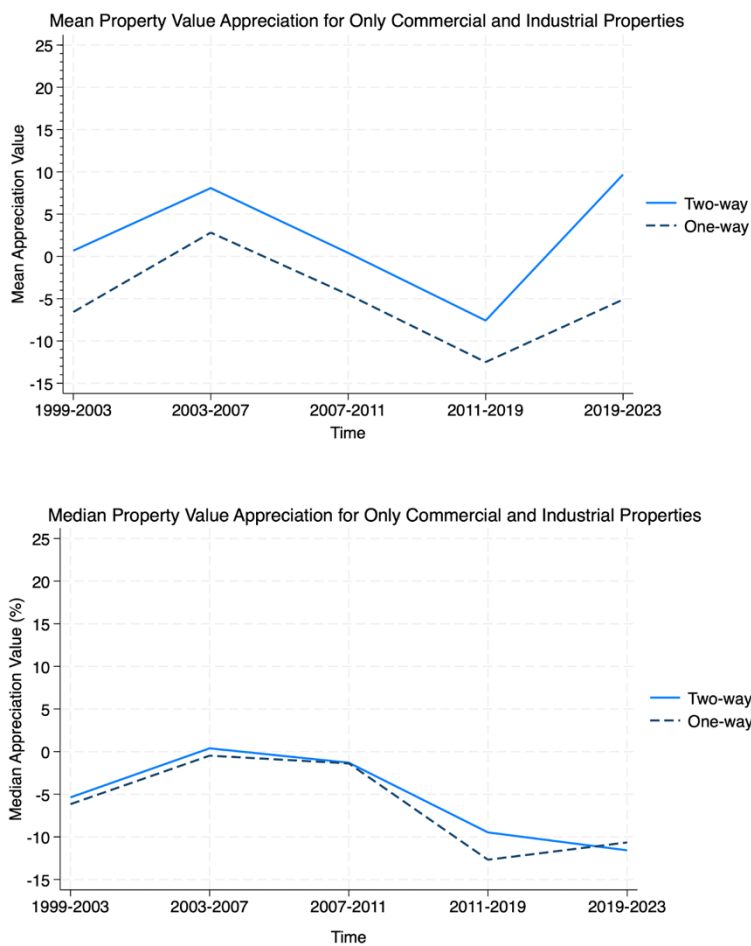 Mean Property Value Appreciation for Only Commercial and Industrial Properties
25
20
15
10
5
0
-5
-10
-15
Mean Appreciation Value
1999-2003 2003-2007 2007-2011 2011-2019 2019-2023
Time
Two-way
One-way
Median Property Value Appreciation for Only Commercial and Industrial Properties
25
20
15
10
5
0
-5
-10
-15
Median Appreciation Value (%)
1999-2003 2003-2007 2007-2011 2011-2019 2019-2023
Time
Two-way
One-way